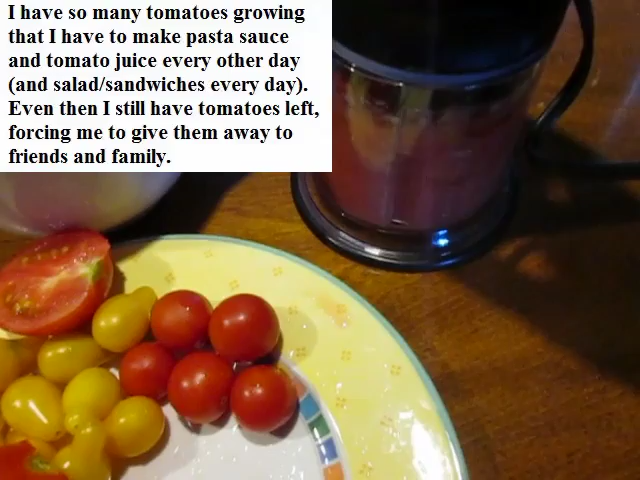 I have so many tomatoes growing
that I have to make pasta sauce
and tomato juice every other day
(and salad/sandwiches every day).
Even then I still have tomatoes left,
forcing me to give them away to
friends and family.